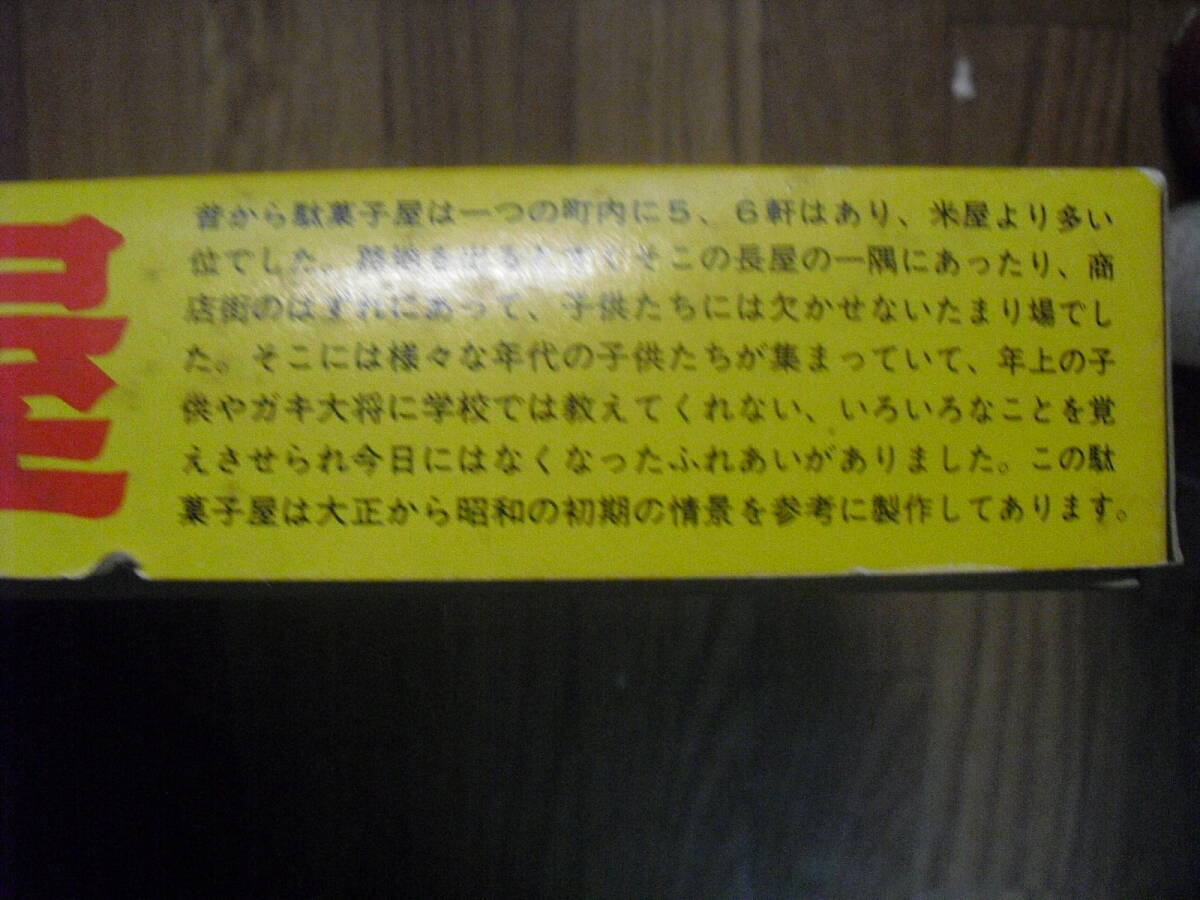 屋
昔から駄菓子屋は一つの町内に５、６軒はあり、米屋より多い
位でした。路地を出るとすぐそこの長屋の一隅にあったり、商
店街のはずれにあって、子供たちには欠かせないたまり場でし
た。そこには様々な年代の子供たちが集まっていて、年上の子
供やガキ大将に学校では教えてくれない、いろいろなことを覚
えさせられ今日にはなくなったふれあいがありました。この駄
菓子屋は大正から昭和の初期の情景を参考に製作してあります。